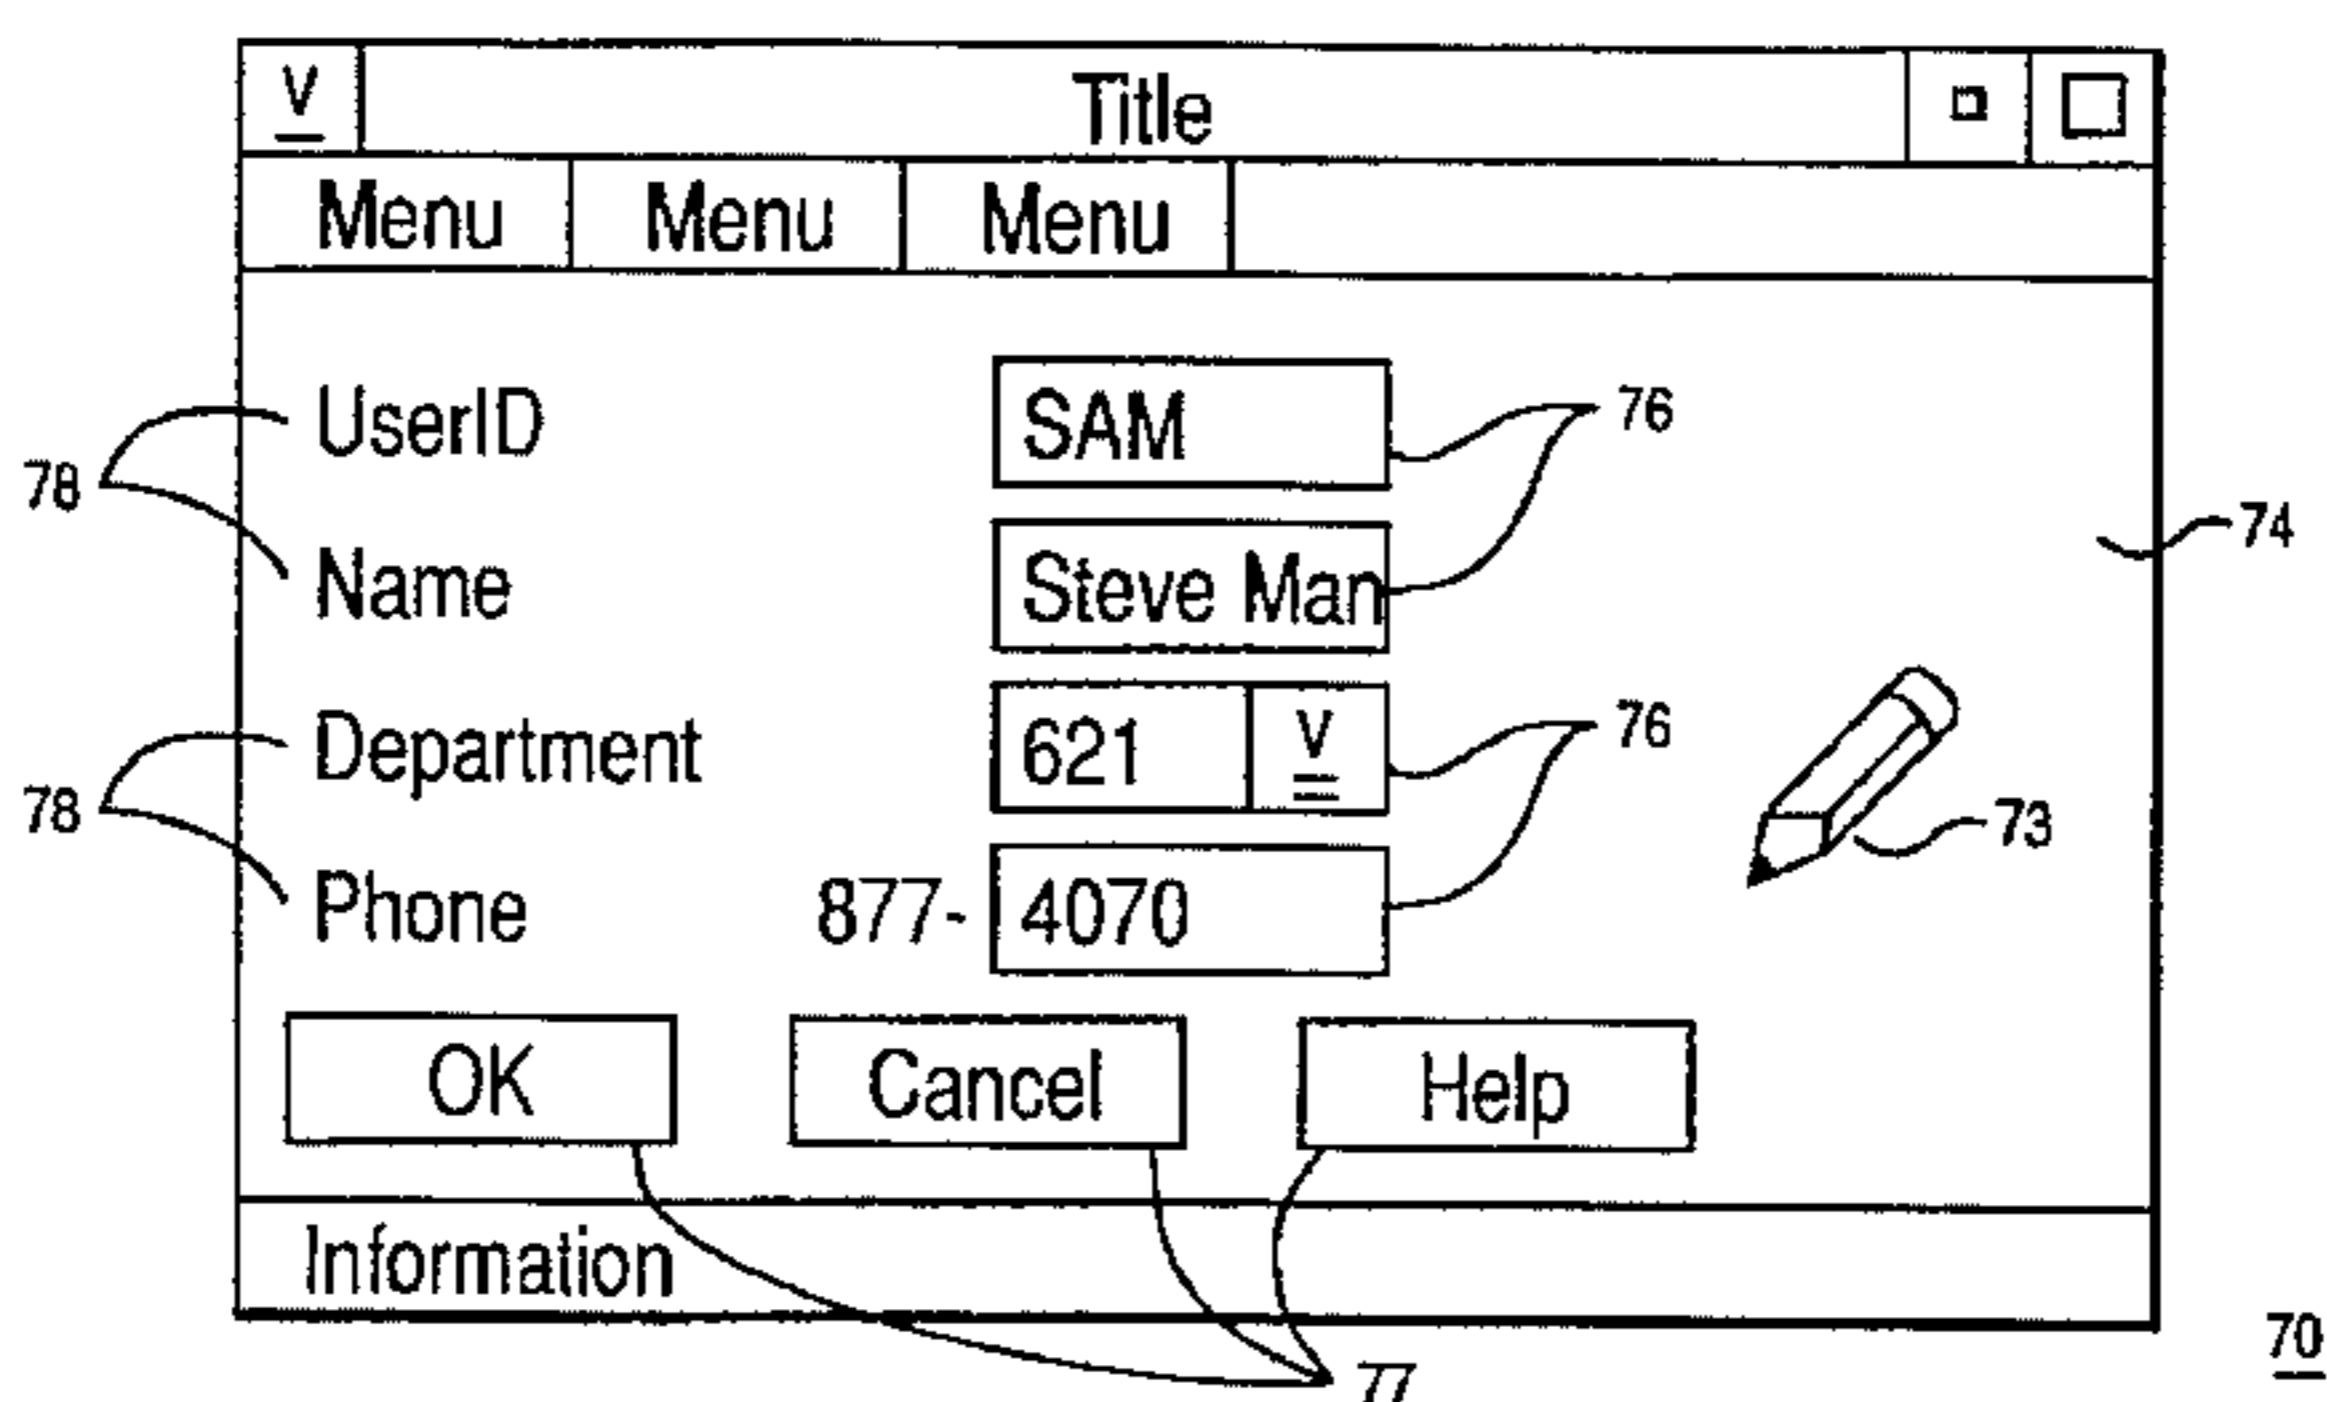 V Title
Menu Menu Menu
UserID SAM 76
78
Name Steve Man
74
Department 621 V 76
78
73
Phone 877- 4070
OK Cancel Help
Information
70
77